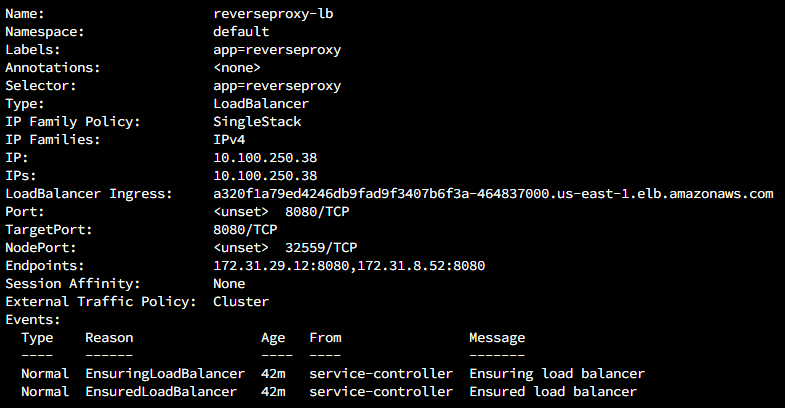 Name: reverseproxy-lb
Namespace: default
Labels: app=reverseproxy
Annotations: <none>
Selector: app=reverseproxy
Type: LoadBalancer
IP Family Policy: SingleStack
IP Families: IPv4
IP: 10.100.250.38
IPs: 10.100.250.38
LoadBalancer Ingress: a320f1a79ed4246db9fad9f3407b6f3a-464837000.us-east-1.elb.amazonaws.com
Port: <unset> 8080/TCP
TargetPort: 8080/TCP
NodePort: <unset> 32559/TCP
Endpoints: 172.31.29.12:8080,172.31.8.52:8080
Session Affinity: None
External Traffic Policy: Cluster
Events:
Type Reason Age From Message
---- ------ ---- ---- -------
Normal EnsuringLoadBalancer 42m service-controller Ensuring load balancer
Normal EnsuredLoadBalancer 42m service-controller Ensured load balancer